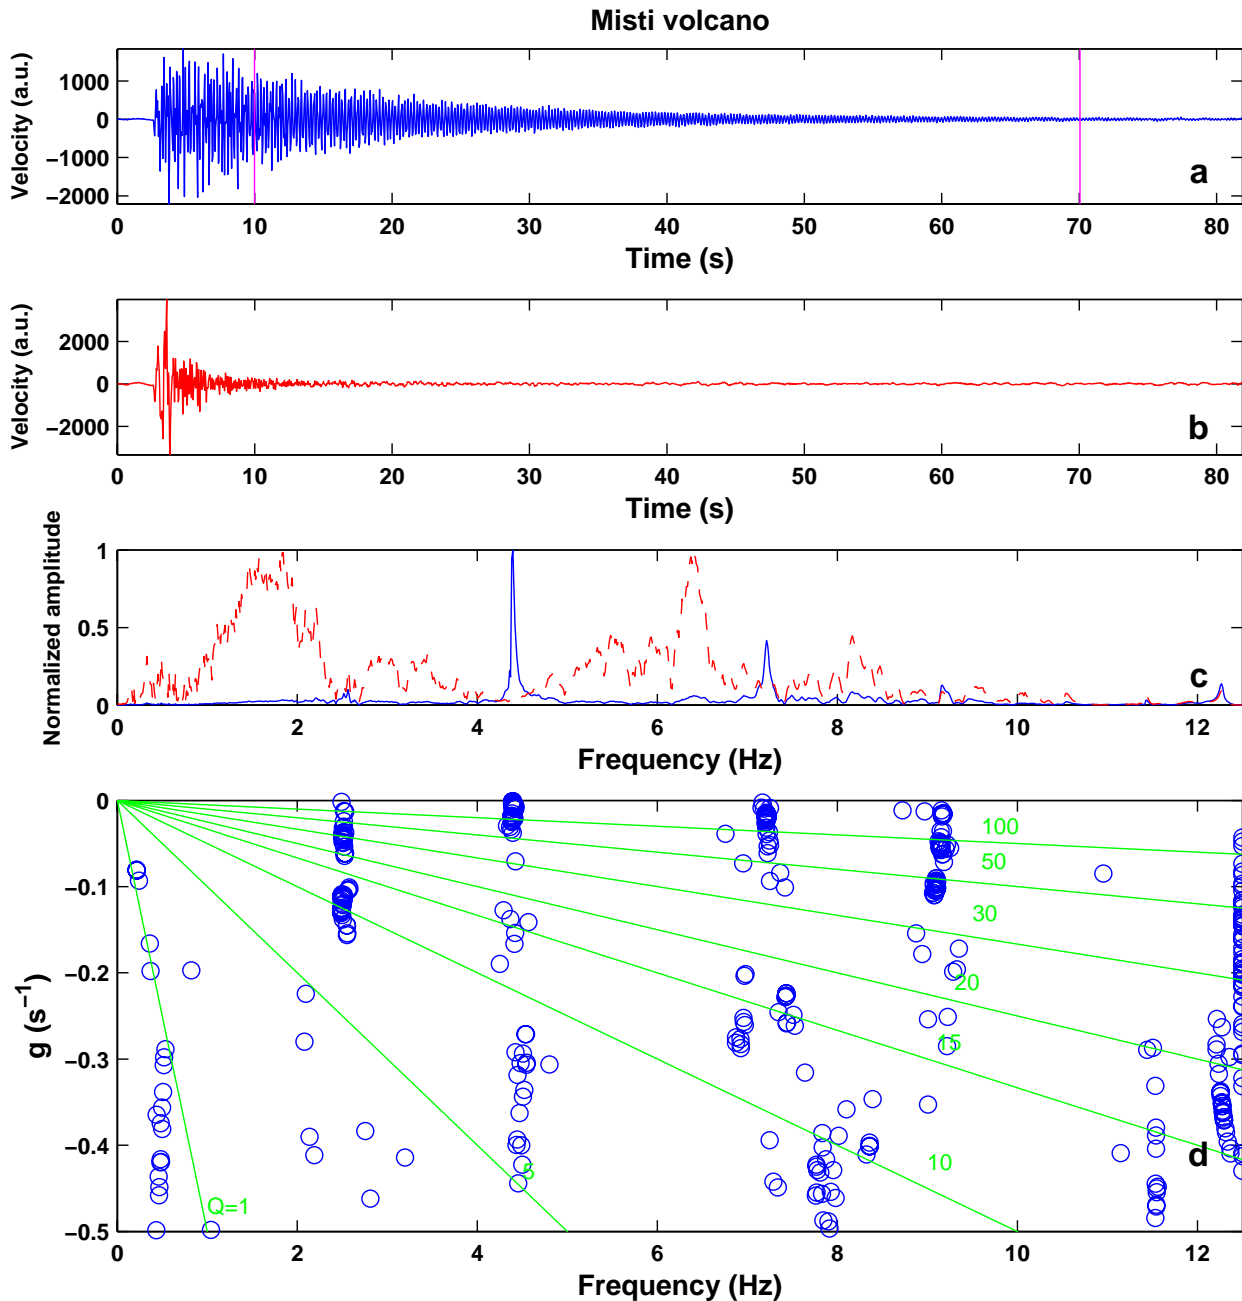 Misti volcano
Velocity (a.u.)
1000
0
−1000
−2000
a
0 10 20 30 40 50 60 70 80
Time (s)
Velocity (a.u.)
2000
0
−2000
b
0 10 20 30 40 50 60 70 80
Time (s)
Normalized amplitude
1
0.5
0
c
0 2 4 6 8 10 12
Frequency (Hz)
g (s⁻¹)
0
−0.1
−0.2
−0.3
−0.4
−0.5
100
50
30
20
15
10
5
Q=1
d
0 2 4 6 8 10 12
Frequency (Hz)